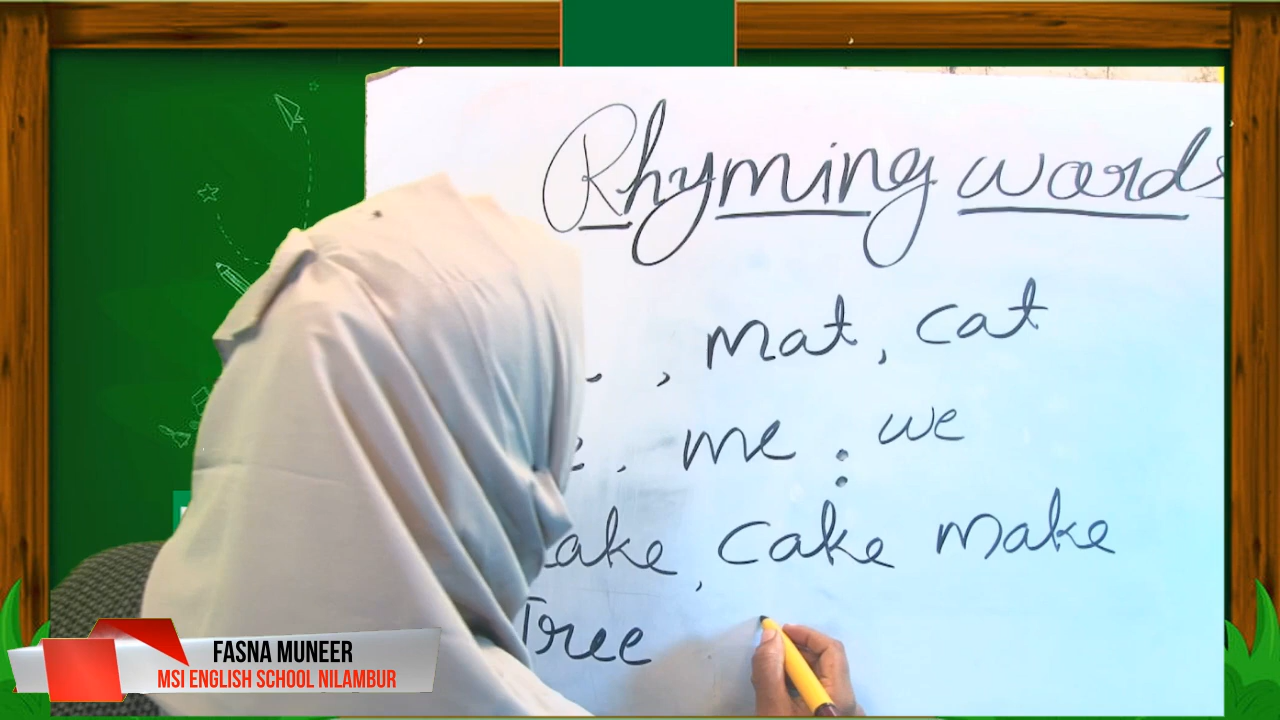 Rhyming words
, mat, cat
. me : we
ake, cake make
Tree
FASNA MUNEER
MSI ENGLISH SCHOOL NILAMBUR